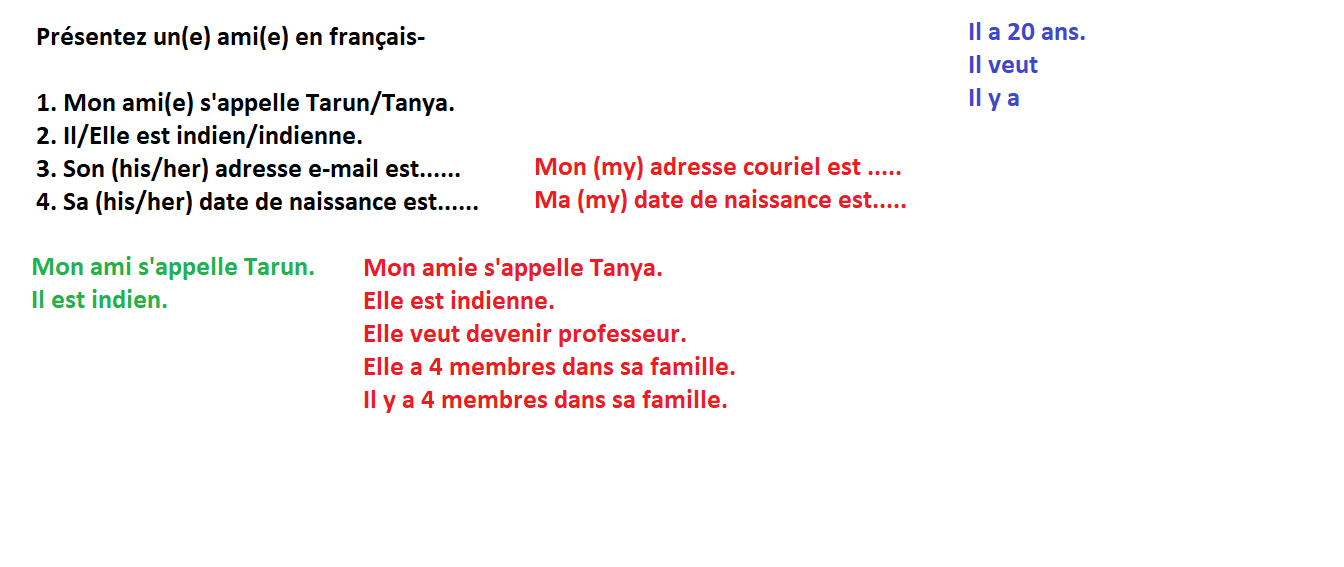 Présentez un(e) ami(e) en français-
1. Mon ami(e) s'appelle Tarun/Tanya.
2. Il/Elle est indien/indienne.
3. Son (his/her) adresse e-mail est......
4. Sa (his/her) date de naissance est......
Mon (my) adresse couriel est .....
Ma (my) date de naissance est.....
Il a 20 ans.
Il veut
Il y a
Mon ami s'appelle Tarun.
Il est indien.
Mon amie s'appelle Tanya.
Elle est indienne.
Elle veut devenir professeur.
Elle a 4 membres dans sa famille.
Il y a 4 membres dans sa famille.